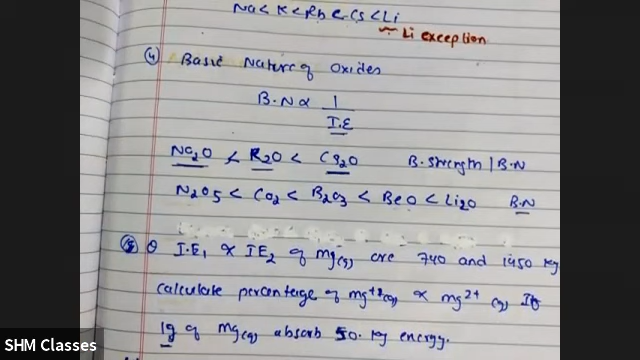 Na < K < Rb < Cs < Li
Li exception
(4) Basic Nature of Oxides
B.N ∝ 1
I.E
Na2O < K2O < Cs2O B. Strength | B.N
N2O5 < CO2 < B2O3 < BeO < Li2O B.N
Q I.E1 & IE2 of Mg(g) are 740 and 1450 KJ
calculate percentage of Mg+(g) & Mg2+(g) If
1g of Mg(g) absorb 50. KJ energy.
SHM Classes